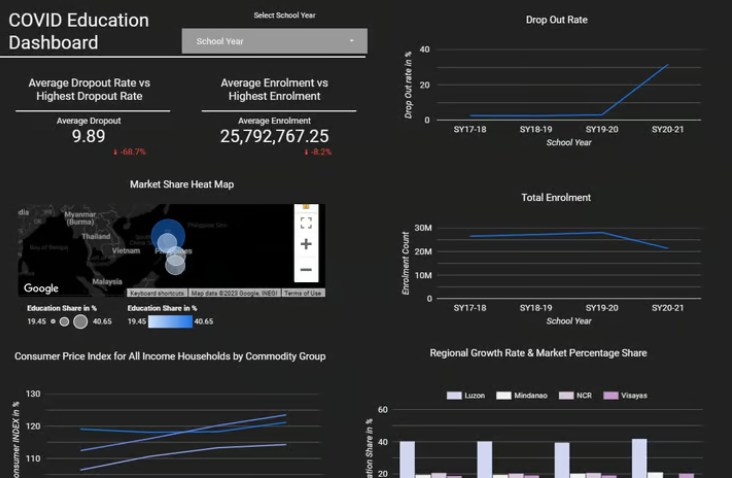 COVID Education
Dashboard
Select School Year
School Year
Average Dropout Rate vs
Highest Dropout Rate
Average Dropout
9.89
-68.7%
Average Enrolment vs
Highest Enrolment
Average Enrolment
25,792,767.25
-8.2%
Drop Out Rate
Drop Out rate in %
40
20
0
SY17-18
SY18-19
SY19-20
SY20-21
School Year
Market Share Heat Map
dia
Myanmar
(Burma)
Thailand
Vietnam
Philippines
Malaysia
Google
Keyboard shortcuts
Map data ©2023 Google, INEGI
Terms of Use
Education Share in %
19.45
40.65
Education Share in %
19.45
40.65
Total Enrolment
Enrolment Count
30M
20M
10M
0
SY17-18
SY18-19
SY19-20
SY20-21
School Year
Consumer Price Index for All Income Households by Commodity Group
onsumer INDEX in %
130
120
110
Regional Growth Rate & Market Percentage Share
Luzon
Mindanao
NCR
Visayas
ation Share in %
60
40
20